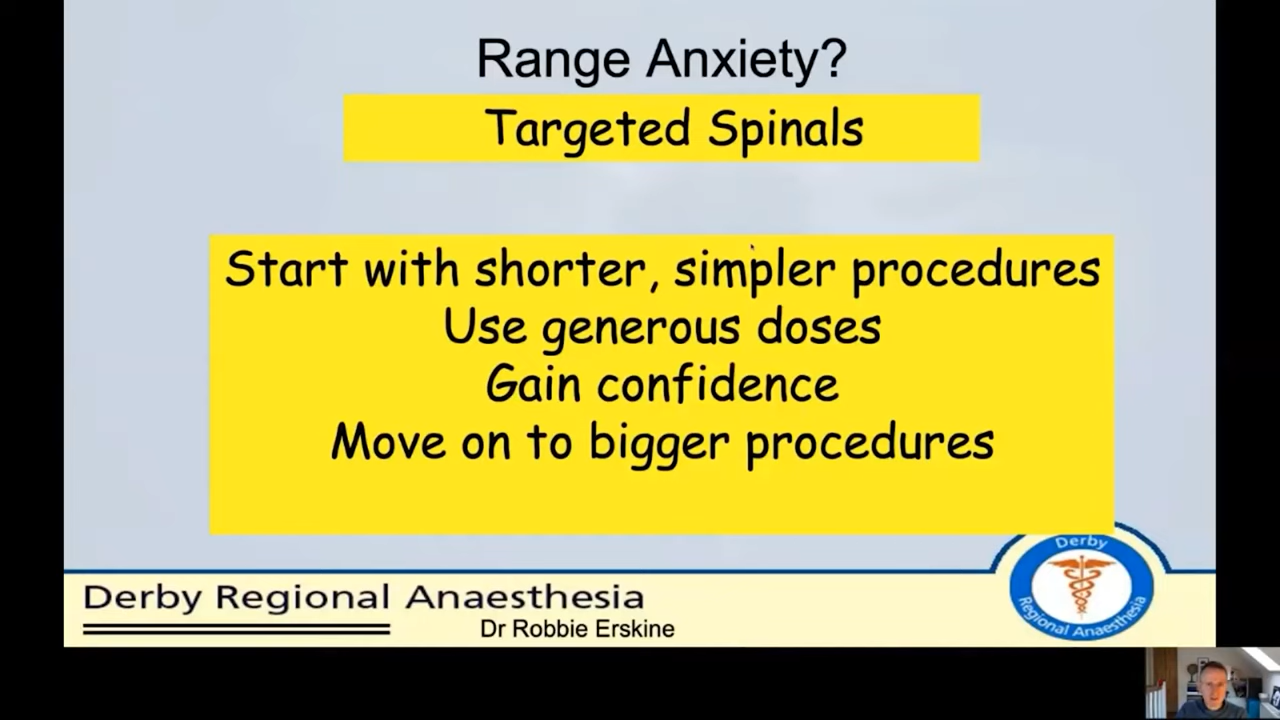 Range Anxiety?
Targeted Spinals
Start with shorter, simpler procedures
Use generous doses
Gain confidence
Move on to bigger procedures
Derby Regional Anaesthesia
Dr Robbie Erskine
Derby
Regional Anaesthesia